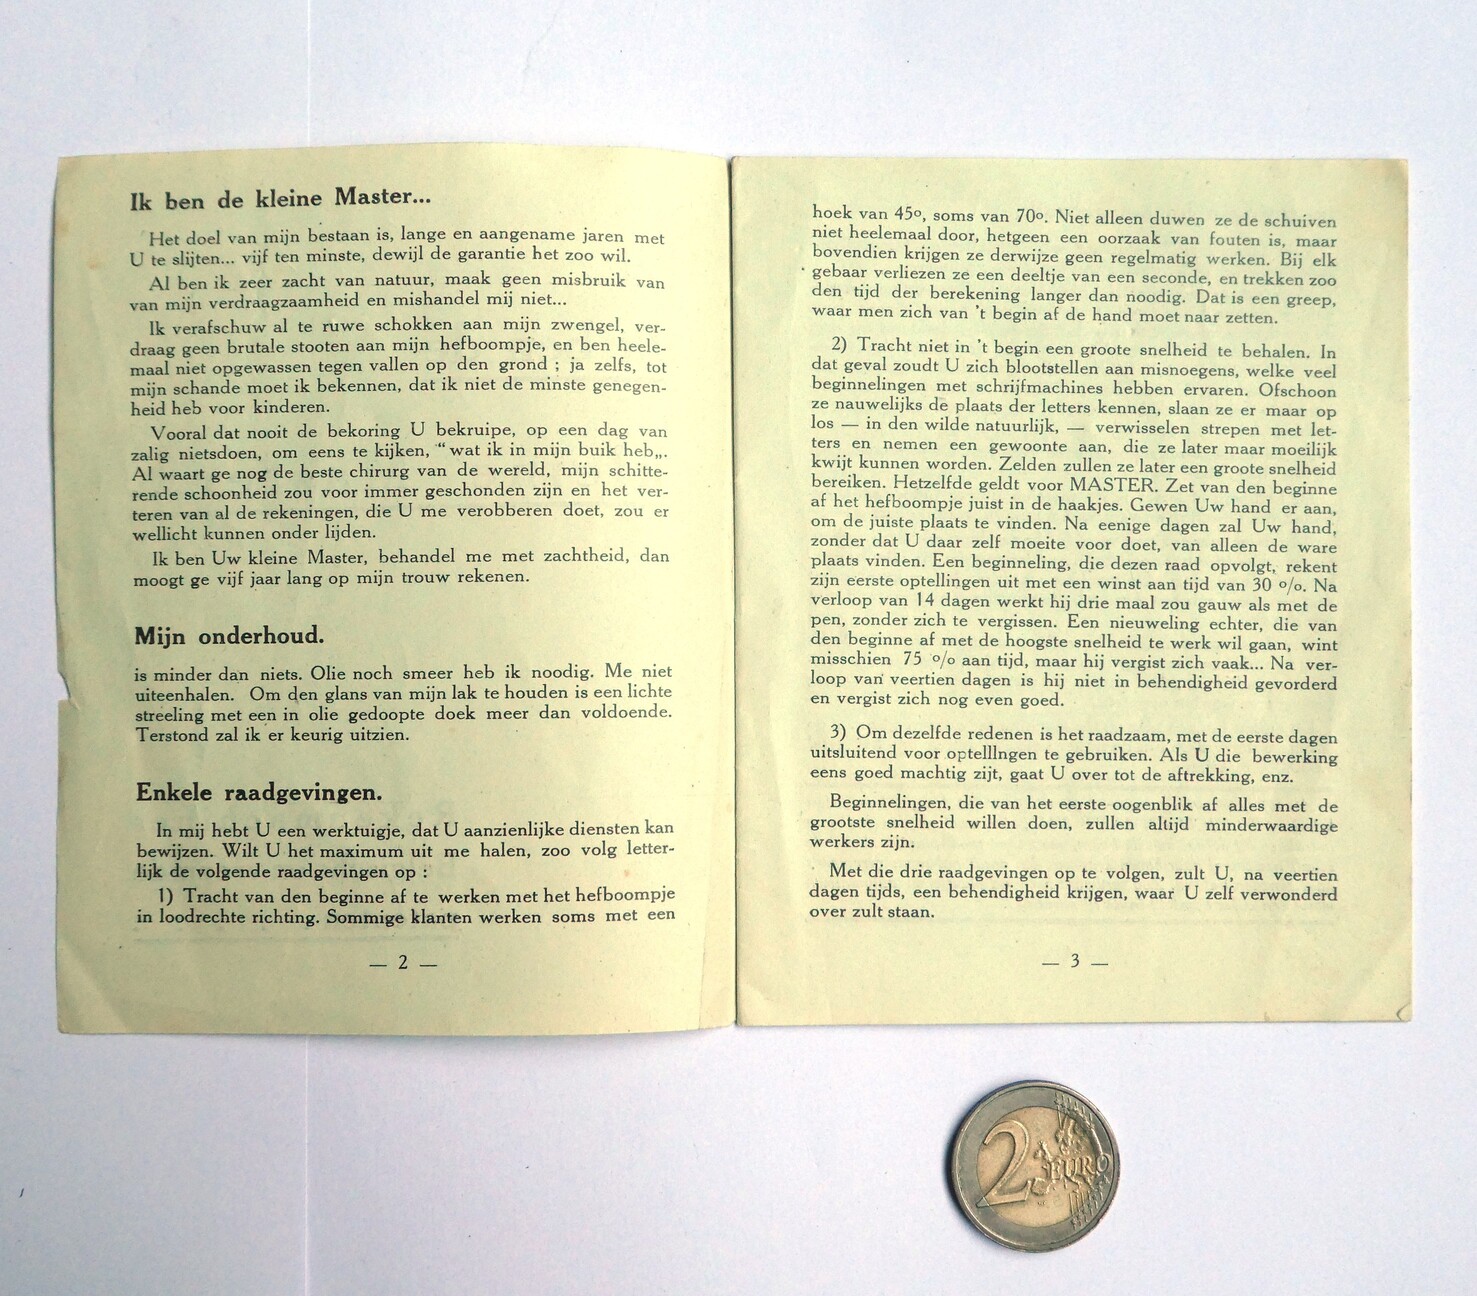 Ik ben de kleine Master...
Het doel van mijn bestaan is, lange en aangename jaren met
U te slijten... vijf ten minste, dewijl de garantie het zoo wil.
Al ben ik zeer zacht van natuur, maak geen misbruik van
van mijn verdraagzaamheid en mishandel mij niet...
Ik verafschuw al te ruwe schokken aan mijn zwengel, ver-
draag geen brutale stooten aan mijn hefboompje, en ben heele-
maal niet opgewassen tegen vallen op den grond ; ja zelfs, tot
mijn schande moet ik bekennen, dat ik niet de minste genegen-
heid heb voor kinderen.
Vooral dat nooit de bekoring U bekruipe, op een dag van
zalig nietsdoen, om eens te kijken, “wat ik in mijn buik heb„.
Al waart ge nog de beste chirurg van de wereld, mijn schitte-
rende schoonheid zou voor immer geschonden zijn en het ver-
teren van al de rekeningen, die U me verobberen doet, zou er
wellicht kunnen onder lijden.
Ik ben Uw kleine Master, behandel me met zachtheid, dan
moogt ge vijf jaar lang op mijn trouw rekenen.
Mijn onderhoud.
is minder dan niets. Olie noch smeer heb ik noodig. Me niet
uiteenhalen. Om den glans van mijn lak te houden is een lichte
streeling met een in olie gedoopte doek meer dan voldoende.
Terstond zal ik er keurig uitzien.
Enkele raadgevingen.
In mij hebt U een werktuigje, dat U aanzienlijke diensten kan
bewijzen. Wilt U het maximum uit me halen, zoo volg letter-
lijk de volgende raadgevingen op :
1) Tracht van den beginne af te werken met het hefboompje
in loodrechte richting. Sommige klanten werken soms met een
— 2 —
hoek van 45o, soms van 70o. Niet alleen duwen ze de schuiven
niet heelemaal door, hetgeen een oorzaak van fouten is, maar
bovendien krijgen ze derwijze geen regelmatig werken. Bij elk
gebaar verliezen ze een deeltje van een seconde, en trekken zoo
den tijd der berekening langer dan noodig. Dat is een greep,
waar men zich van 't begin af de hand moet naar zetten.
2) Tracht niet in 't begin een groote snelheid te behalen. In
dat geval zoudt U zich blootstellen aan misnoegens, welke veel
beginnelingen met schrijfmachines hebben ervaren. Ofschoon
ze nauwelijks de plaats der letters kennen, slaan ze er maar op
los — in den wilde natuurlijk, — verwisselen strepen met let-
ters en nemen een gewoonte aan, die ze later maar moeilijk
kwijt kunnen worden. Zelden zullen ze later een groote snelheid
bereiken. Hetzelfde geldt voor MASTER. Zet van den beginne
af het hefboompje juist in de haakjes. Gewen Uw hand er aan,
om de juiste plaats te vinden. Na eenige dagen zal Uw hand,
zonder dat U daar zelf moeite voor doet, van alleen de ware
plaats vinden. Een beginneling, die dezen raad opvolgt, rekent
zijn eerste optellingen uit met een winst aan tijd van 30 o/o. Na
verloop van 14 dagen werkt hij drie maal zou gauw als met de
pen, zonder zich te vergissen. Een nieuweling echter, die van
den beginne af met de hoogste snelheid te werk wil gaan, wint
misschien 75 o/o aan tijd, maar hij vergist zich vaak... Na ver-
loop van veertien dagen is hij niet in behendigheid gevorderd
en vergist zich nog even goed.
3) Om dezelfde redenen is het raadzaam, met de eerste dagen
uitsluitend voor optelllngen te gebruiken. Als U die bewerking
eens goed machtig zijt, gaat U over tot de aftrekking, enz.
Beginnelingen, die van het eerste oogenblik af alles met de
grootste snelheid willen doen, zullen altijd minderwaardige
werkers zijn.
Met die drie raadgevingen op te volgen, zult U, na veertien
dagen tijds, een behendigheid krijgen, waar U zelf verwonderd
over zult staan.
— 3 —
2 EURO